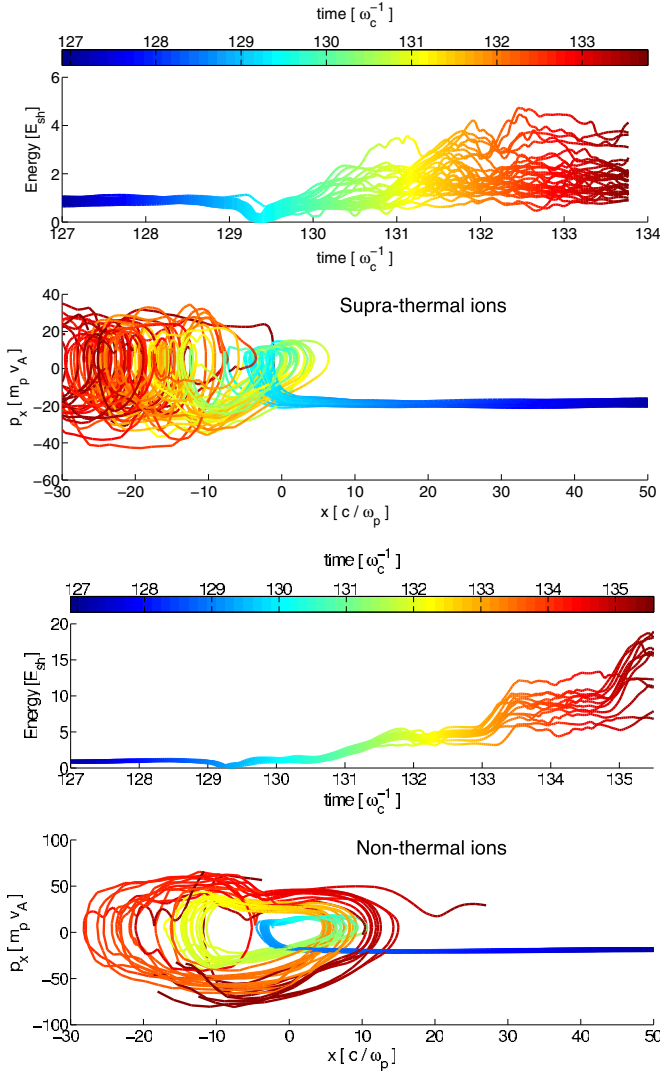 time [ ω_c^{-1}]
127 128 129 130 131 132 133
6
4
2
0
Energy [E_sh]
127 128 129 130 131 132 133 134
time [ ω_c^{-1}]
Supra-thermal ions
40
20
0
−20
−40
−60
p_x [ m_p v_A]
−30 −20 −10 0 10 20 30 40 50
x [ c / ω_p ]
time [ ω_c^{-1}]
127 128 129 130 131 132 133 134 135
20
15
10
5
0
Energy [E_sh]
127 128 129 130 131 132 133 134 135
time [ ω_c^{-1}]
Non-thermal ions
100
50
0
−50
−100
p_x [ m_p v_A]
−30 −20 −10 0 10 20 30 40 50
x [ c / ω_p ]